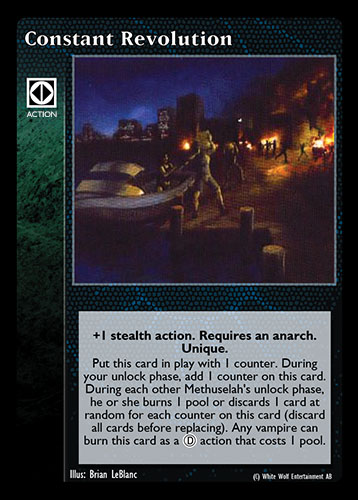 Constant Revolution
ACTION
+1 stealth action. Requires an anarch.
Unique.
Put this card in play with 1 counter. During
your unlock phase, add 1 counter on this card.
During each other Methuselah's unlock phase,
he or she burns 1 pool or discards 1 card at
random for each counter on this card (discard
all cards before replacing). Any vampire can
burn this card as a Ⓓ action that costs 1 pool.
Illus: Brian LeBlanc
(C) White Wolf Entertainment AB